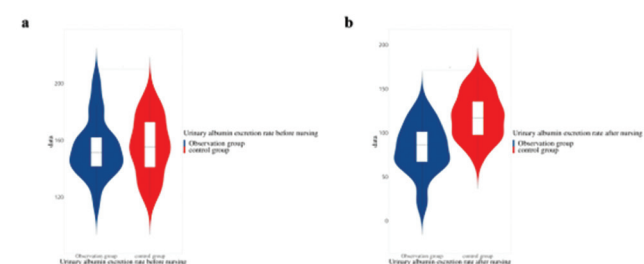 a
b
200
160
120
data
Observation group
control group
Urinary albumin excretion rate before nursing
Urinary albumin excretion rate before nursing
Observation group
control group
200
150
100
50
0
data
Observation group
control group
Urinary albumin excretion rate after nursing
Urinary albumin excretion rate after nursing
Observation group
control group